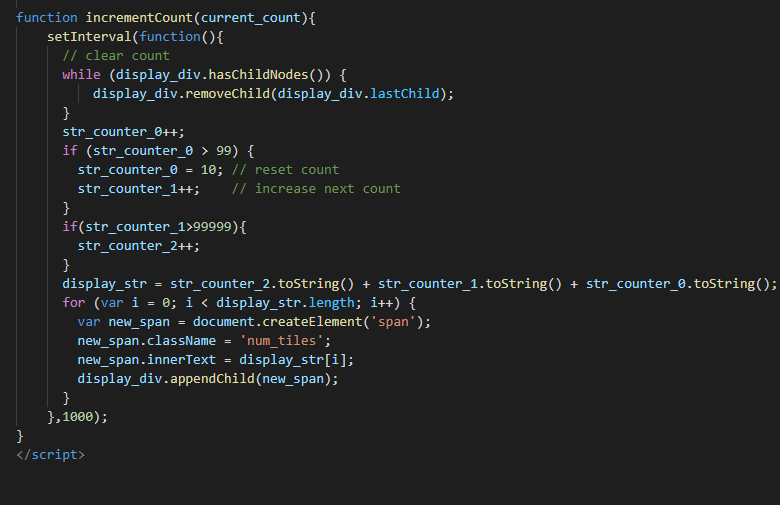 function incrementCount(current_count){
setInterval(function(){
// clear count
while (display_div.hasChildNodes()) {
display_div.removeChild(display_div.lastChild);
}
str_counter_0++;
if (str_counter_0 > 99) {
str_counter_0 = 10; // reset count
str_counter_1++;    // increase next count
}
if(str_counter_1>99999){
str_counter_2++;
}
display_str = str_counter_2.toString() + str_counter_1.toString() + str_counter_0.toString();
for (var i = 0; i < display_str.length; i++) {
var new_span = document.createElement('span');
new_span.className = 'num_tiles';
new_span.innerText = display_str[i];
display_div.appendChild(new_span);
}
},1000);
}
</script>